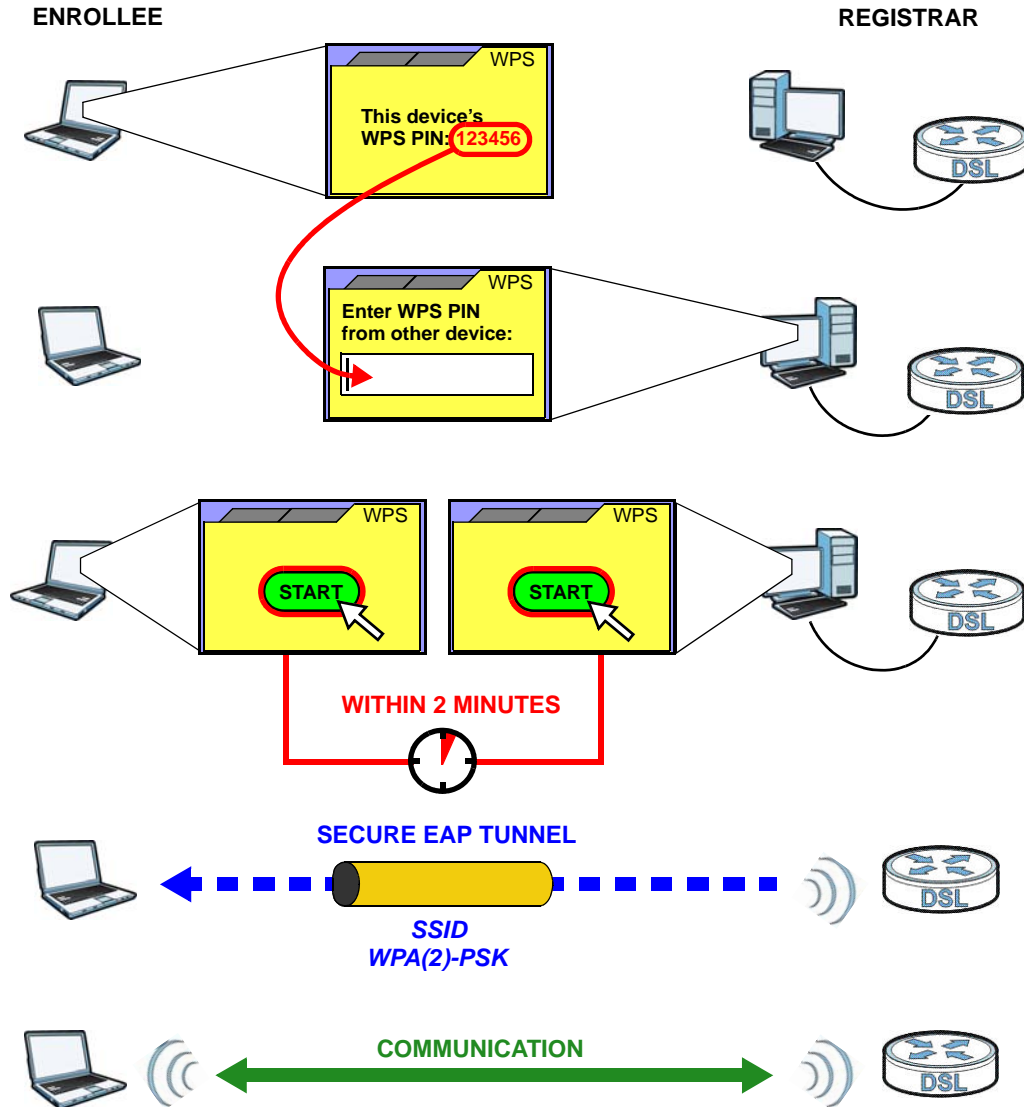 ENROLLEE
REGISTRAR
WPS
This device's
WPS PIN: 123456
DSL
WPS
Enter WPS PIN
from other device:
DSL
WPS
WPS
START
START
DSL
WITHIN 2 MINUTES
SECURE EAP TUNNEL
DSL
SSID
WPA(2)-PSK
COMMUNICATION
DSL